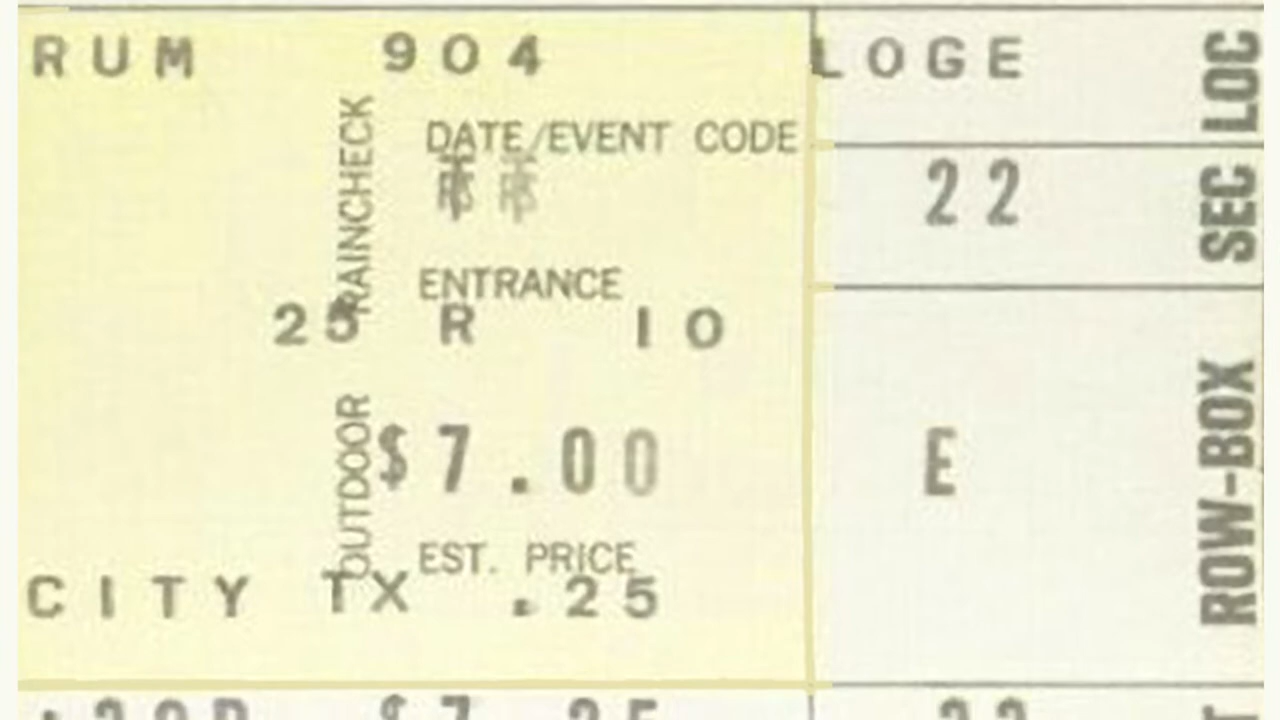 RUM 904 LOGE LOC
DATE/EVENT CODE
22 SEC
RAINCHECK
ENTRANCE
25 R 10
OUTDOOR
$7.00
E ROW-BOX
EST. PRICE
CITY TX .25